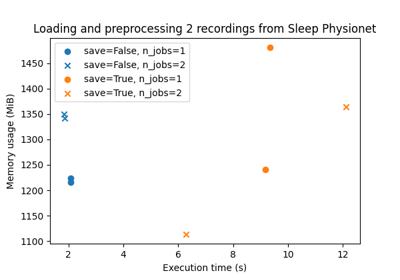 Loading and preprocessing 2 recordings from Sleep Physionet
save=False, n_jobs=1
save=False, n_jobs=2
save=True, n_jobs=1
save=True, n_jobs=2
Memory usage (MiB)
1450
1400
1350
1300
1250
1200
1150
1100
2 4 6 8 10 12
Execution time (s)